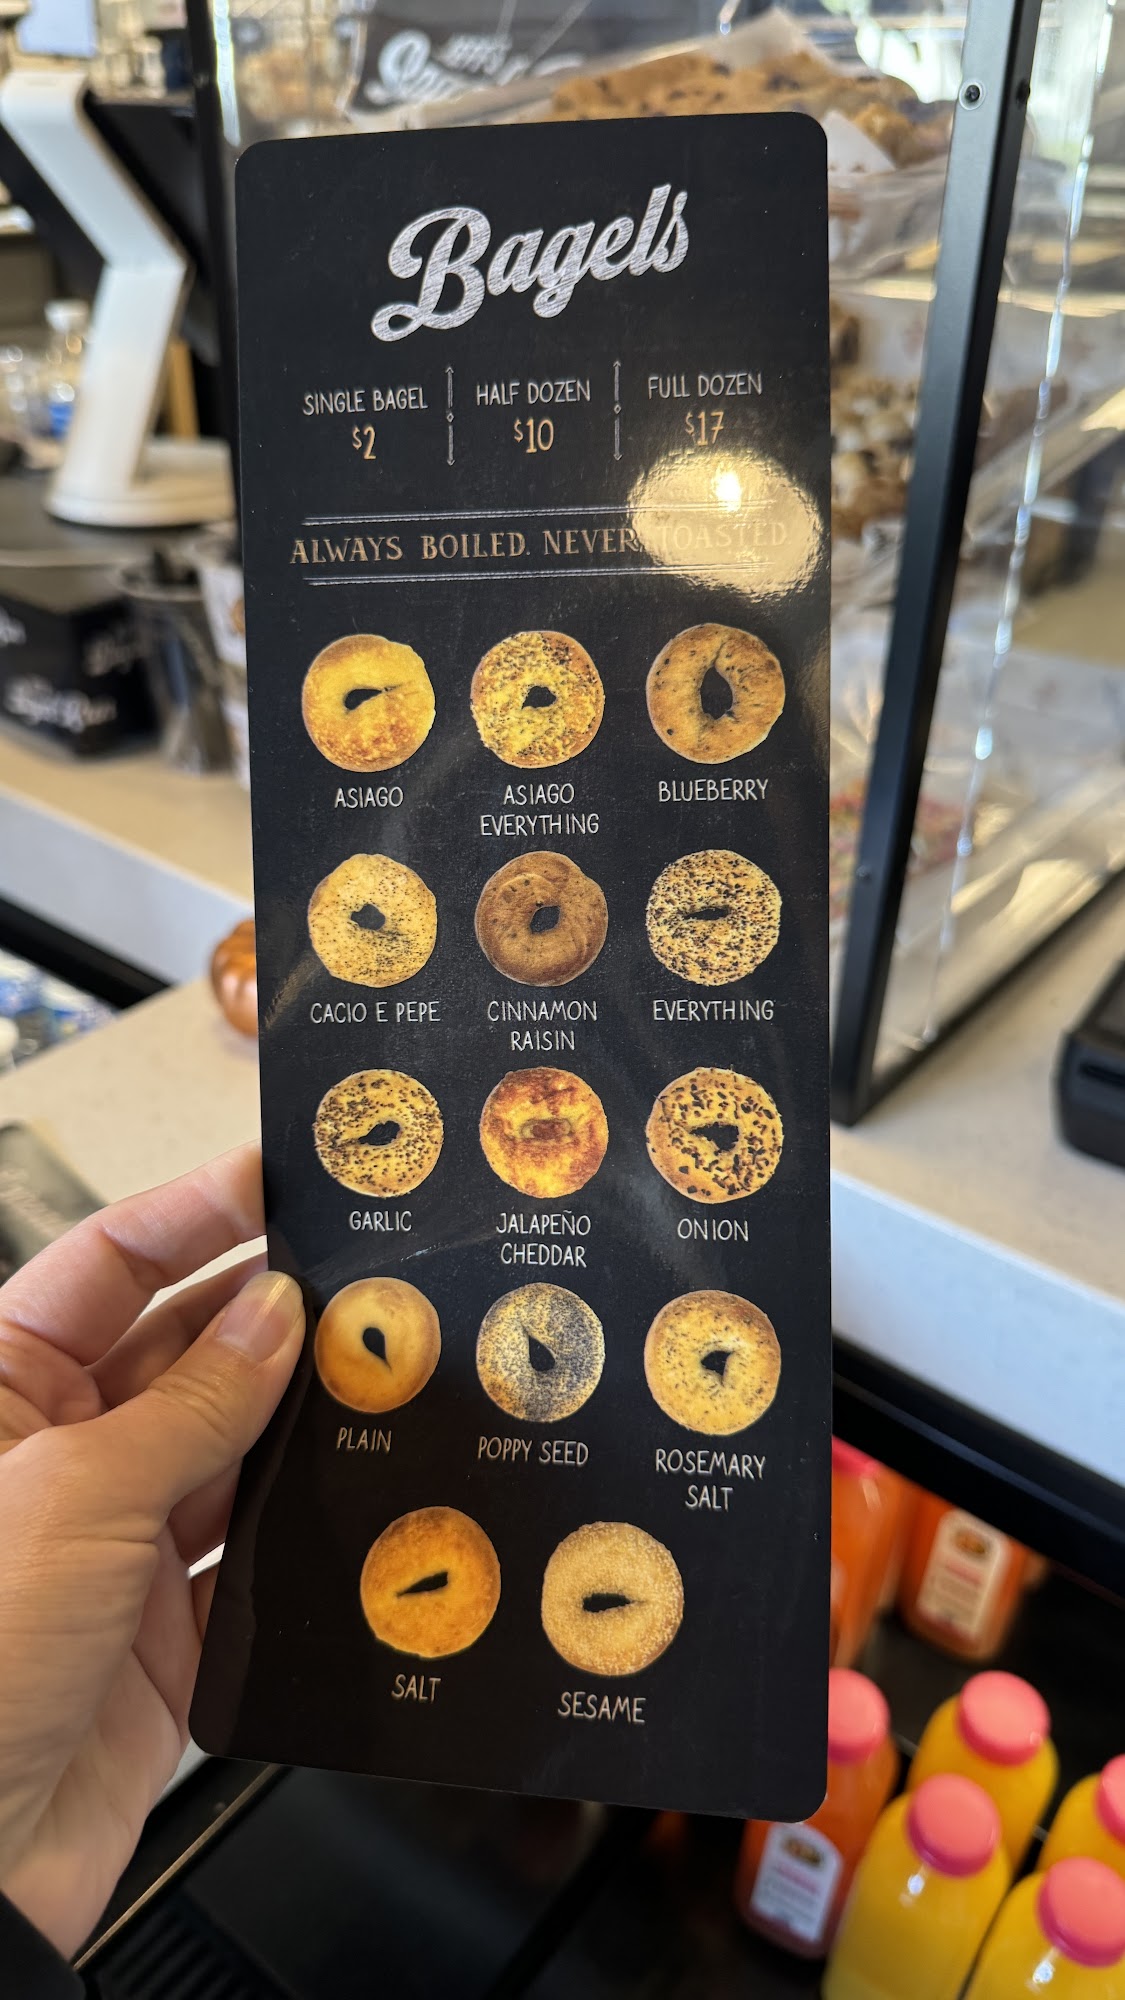 Bagels
SINGLE BAGEL
$2
HALF DOZEN
$10
FULL DOZEN
$17
ALWAYS BOILED. NEVER TOASTED.
ASIAGO
ASIAGO
EVERYTHING
BLUEBERRY
CACIO E PEPE
CINNAMON
RAISIN
EVERYTHING
GARLIC
JALAPEÑO
CHEDDAR
ONION
PLAIN
POPPY SEED
ROSEMARY
SALT
SALT
SESAME